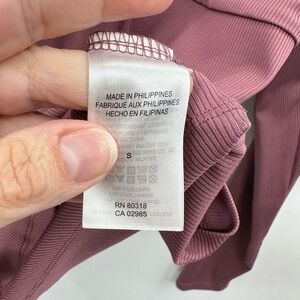 MADE IN PHILIPPINES
FABRIQUÉ AUX PHILIPPINES
HECHO EN FILIPINAS
S
RN 80318
CA 02985